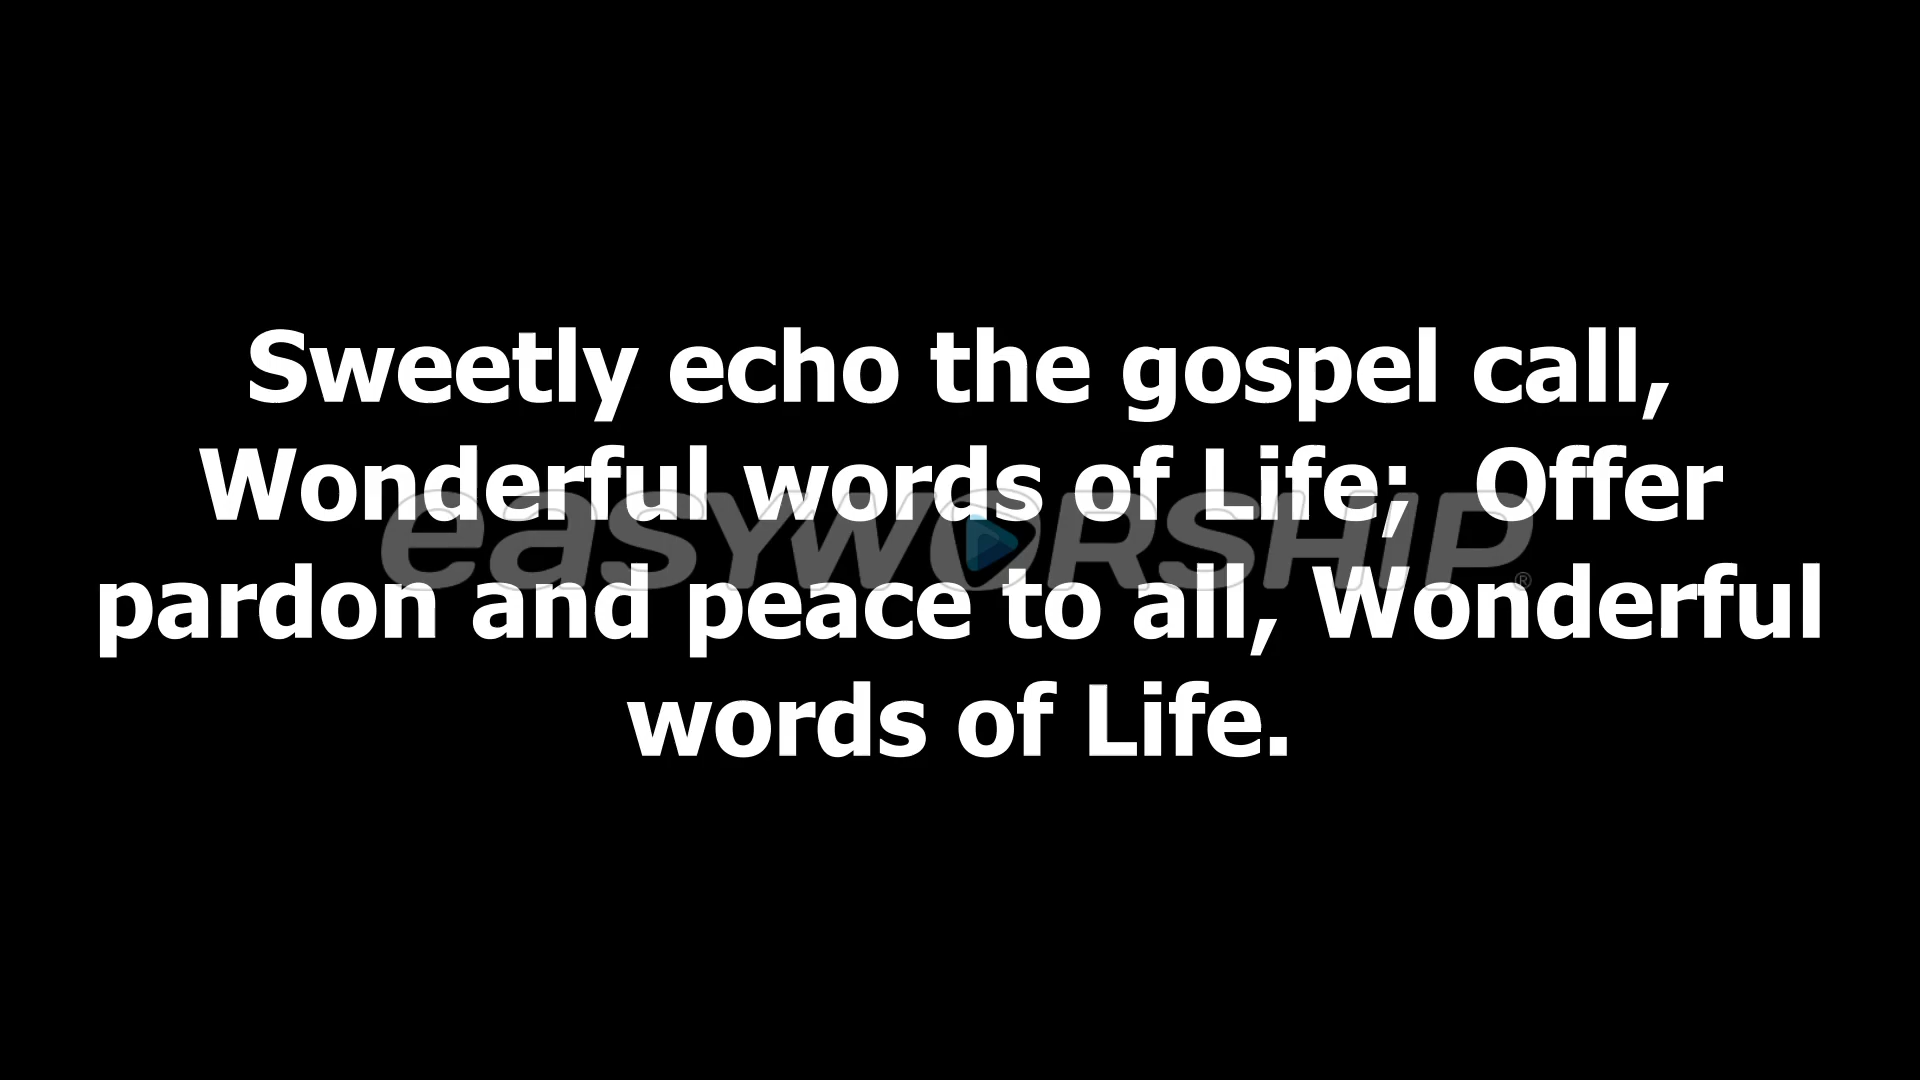 Sweetly echo the gospel call,
Wonderful words of Life;  Offer
easyworship®
pardon and peace to all, Wonderful
words of Life.